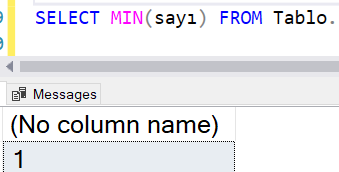 SELECT MIN(sayı) FROM Tablo.
Messages
(No column name)
1